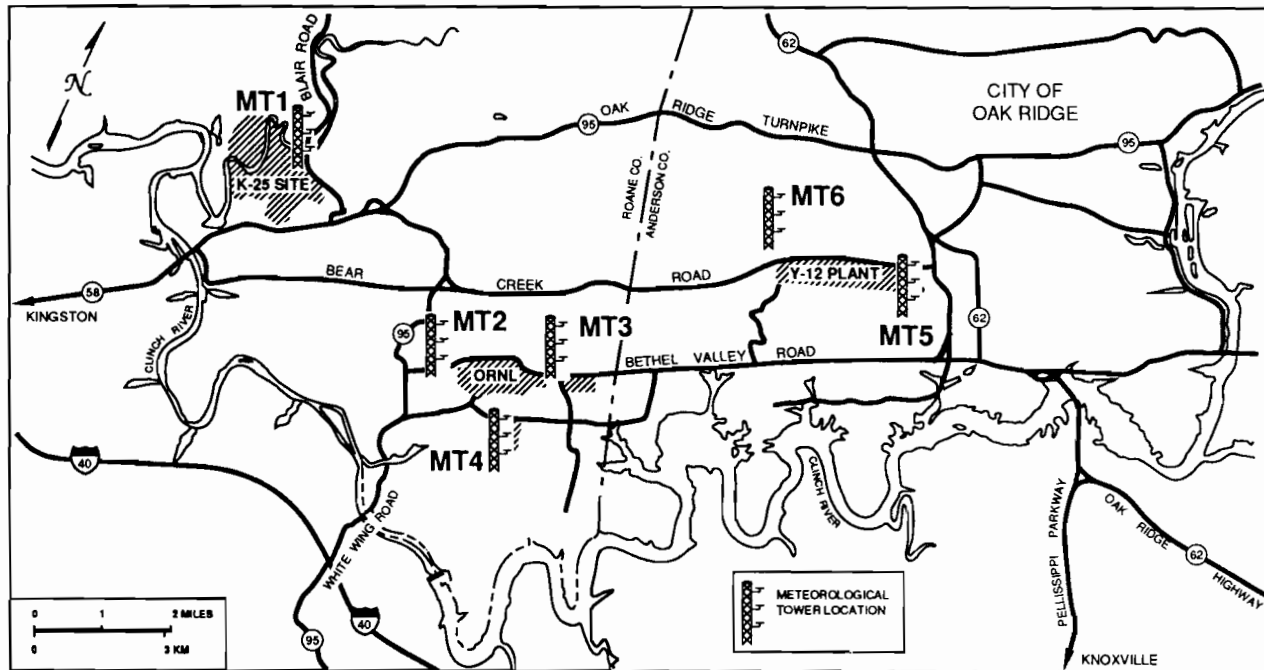 N
BLAIR ROAD
MT1
K-25 SITE
62
CITY OF
OAK RIDGE
95
OAK RIDGE TURNPIKE
95
ROANE CO.
ANDERSON CO.
MT6
BEAR CREEK ROAD
Y-12 PLANT
58
KINGSTON
CLINCH RIVER
95
MT2
MT3
MT5
62
ORNL
BETHEL VALLEY ROAD
MT4
40
WHITE WING ROAD
CLINCH RIVER
PELLISSIPPI PARKWAY
OAK RIDGE
62
HIGHWAY
METEOROLOGICAL
TOWER LOCATION
0 1 2 MILES
0 3 KM
95
40
KNOXVILLE